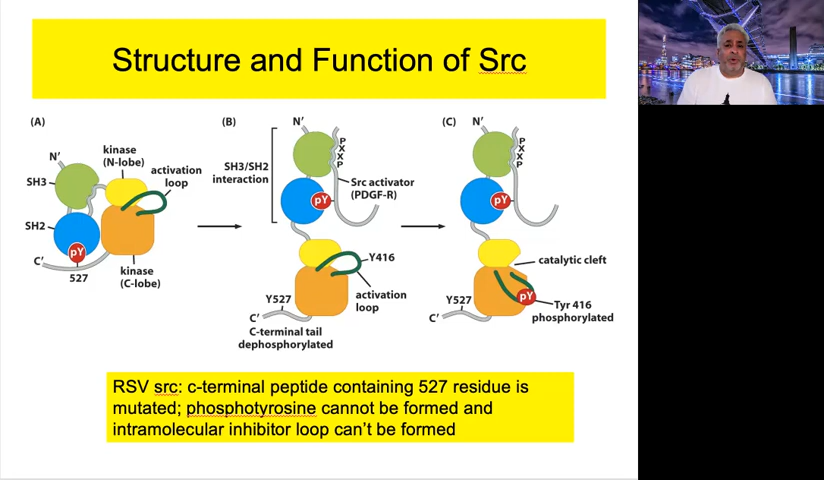 Structure and Function of Src
(A)
N'
kinase
(N-lobe)
activation
loop
SH3
SH2
pY
C'
527
kinase
(C-lobe)
(B)
N'
P
X
X
P
SH3/SH2
interaction
Src activator
(PDGF-R)
pY
Y416
activation
loop
Y527
C'
C-terminal tail
dephosphorylated
(C)
N'
P
X
X
P
pY
catalytic cleft
pY
Tyr 416
phosphorylated
Y527
C'
RSV src: c-terminal peptide containing 527 residue is
mutated; phosphotyrosine cannot be formed and
intramolecular inhibitor loop can't be formed